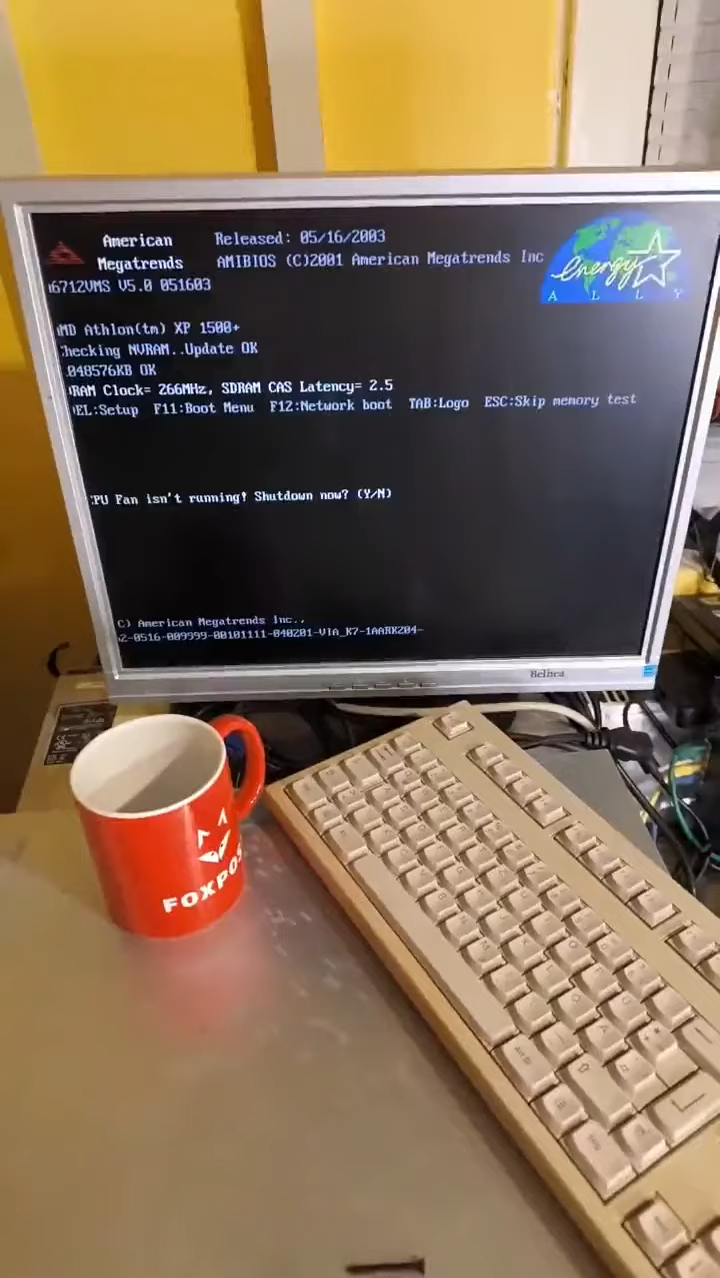 American
Megatrends
Released: 05/16/2003
AMIBIOS (C)2001 American Megatrends Inc
6712VMS V5.0 051603
energy
A L L Y
MD Athlon(tm) XP 1500+
hecking NVRAM..Update OK
048576KB OK
RAM Clock= 266MHz, SDRAM CAS Latency= 2.5
EL:Setup F11:Boot Menu F12:Network boot TAB:Logo ESC:Skip memory test
PU Fan isn't running! Shutdown now? (Y/N)
C) American Megatrends Inc.,
2-0516-009999-00101111-040201-VIA_K7-1AARK204-
Belinea
FOXPOS